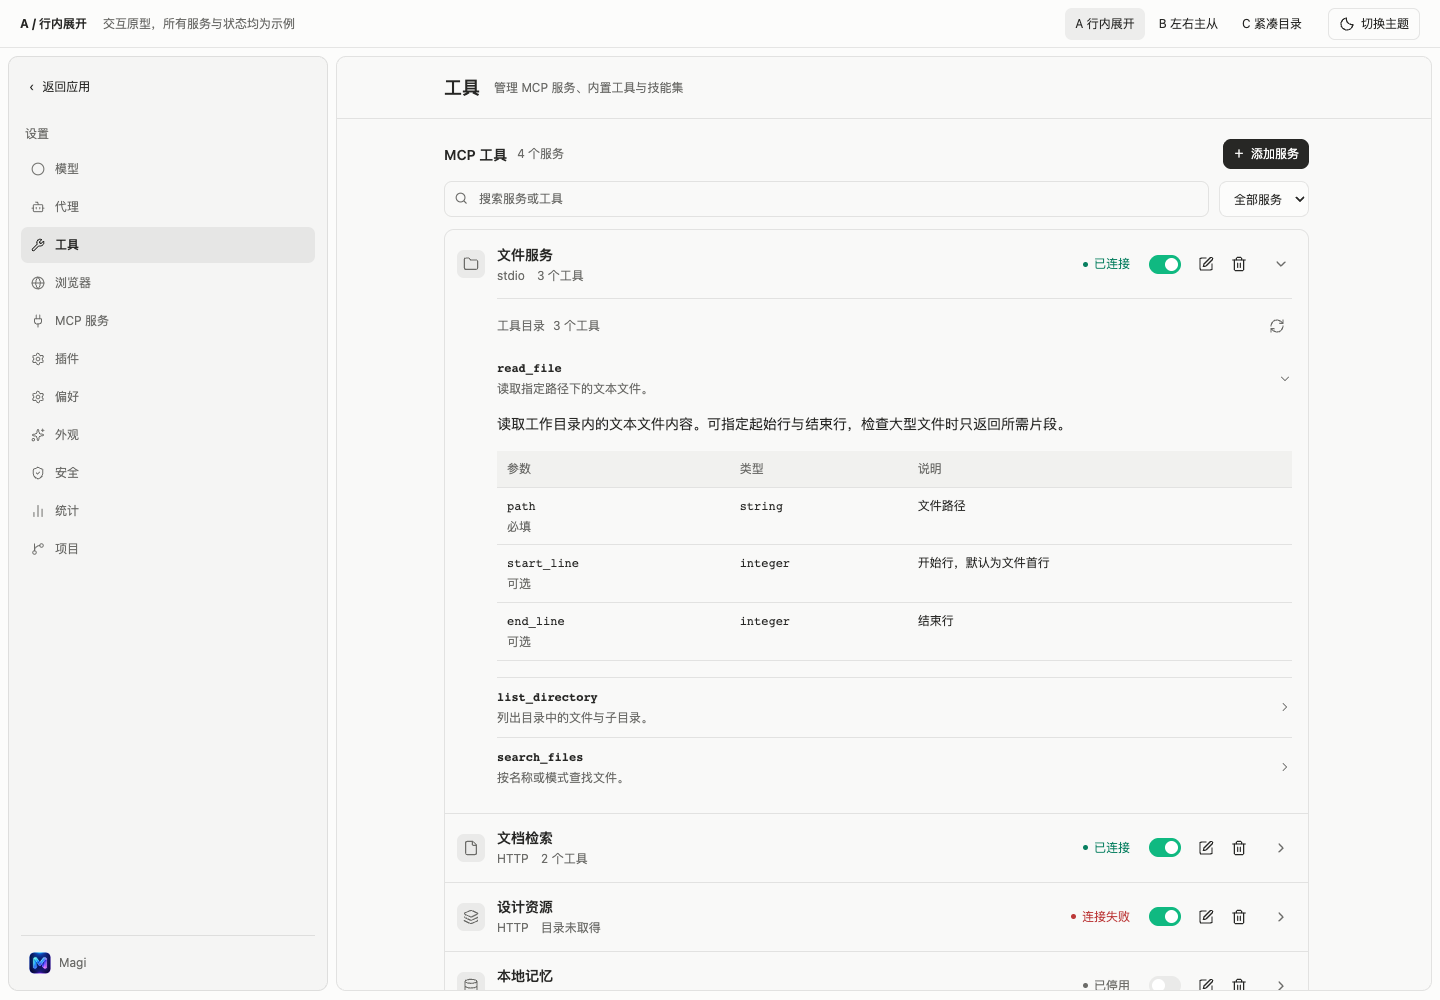 A / 行内展开 交互原型，所有服务与状态均为示例
A 行内展开 B 左右主从 C 紧凑目录 切换主题
‹ 返回应用
设置
模型
代理
工具
浏览器
MCP 服务
插件
偏好
外观
安全
统计
项目
Magi
工具 管理 MCP 服务、内置工具与技能集
MCP 工具 4 个服务
+ 添加服务
搜索服务或工具
全部服务
文件服务
stdio 3 个工具
已连接
工具目录 3 个工具
read_file
读取指定路径下的文本文件。
读取工作目录内的文本文件内容。可指定起始行与结束行，检查大型文件时只返回所需片段。
参数 类型 说明
path string 文件路径
必填
start_line integer 开始行，默认为文件首行
可选
end_line integer 结束行
可选
list_directory
列出目录中的文件与子目录。
search_files
按名称或模式查找文件。
文档检索
HTTP 2 个工具
已连接
设计资源
HTTP 目录未取得
连接失败
本地记忆
已停用